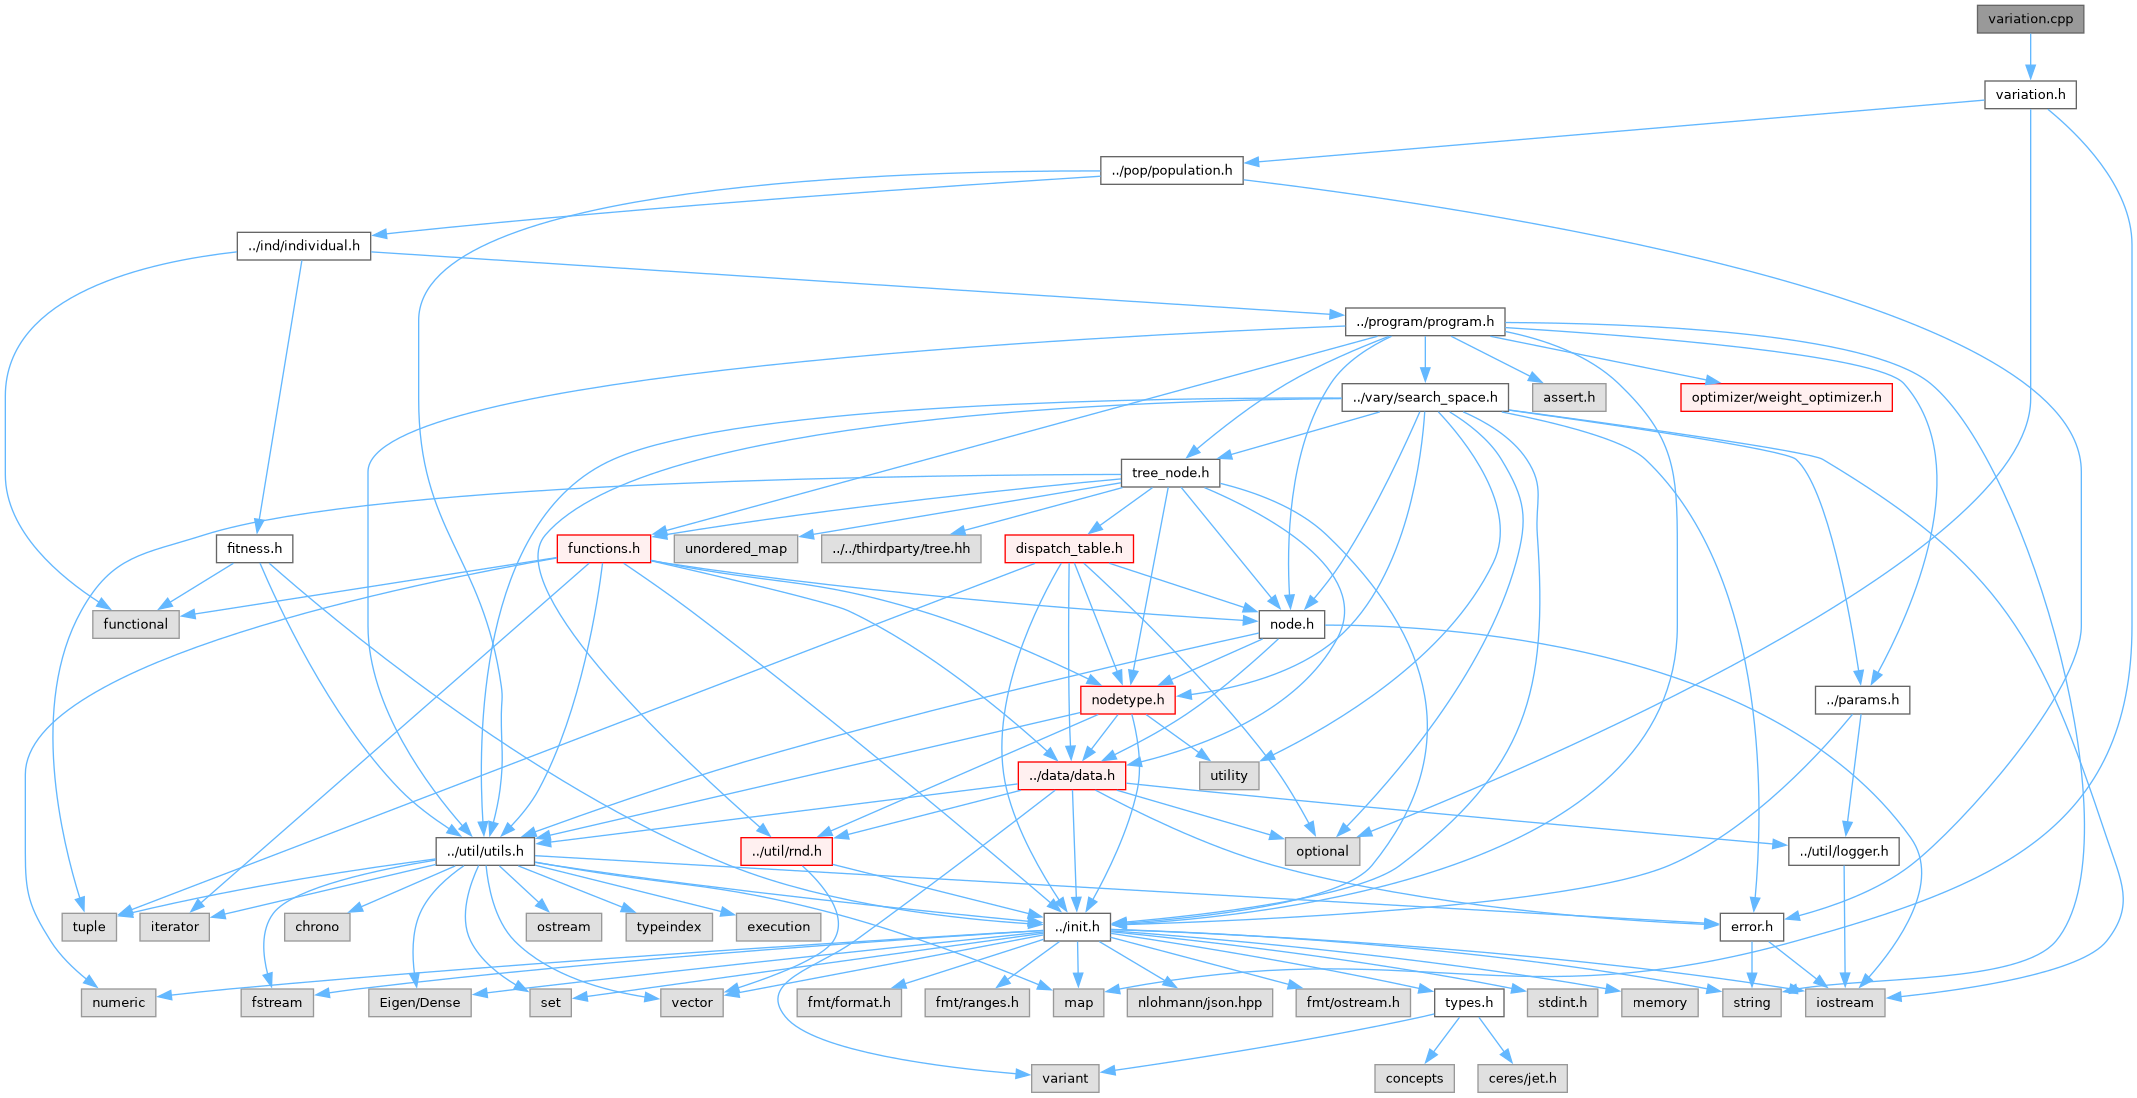 variation.cpp
variation.h
../pop/population.h
../ind/individual.h
../program/program.h
../vary/search_space.h
assert.h
optimizer/weight_optimizer.h
tree_node.h
fitness.h
functions.h
unordered_map
../../thirdparty/tree.hh
dispatch_table.h
functional
node.h
nodetype.h
../params.h
../data/data.h
utility
../util/utils.h
../util/rnd.h
optional
../util/logger.h
tuple
iterator
chrono
ostream
typeindex
execution
../init.h
error.h
numeric
fstream
Eigen/Dense
set
vector
fmt/format.h
fmt/ranges.h
map
nlohmann/json.hpp
fmt/ostream.h
types.h
stdint.h
memory
string
iostream
variant
concepts
ceres/jet.h